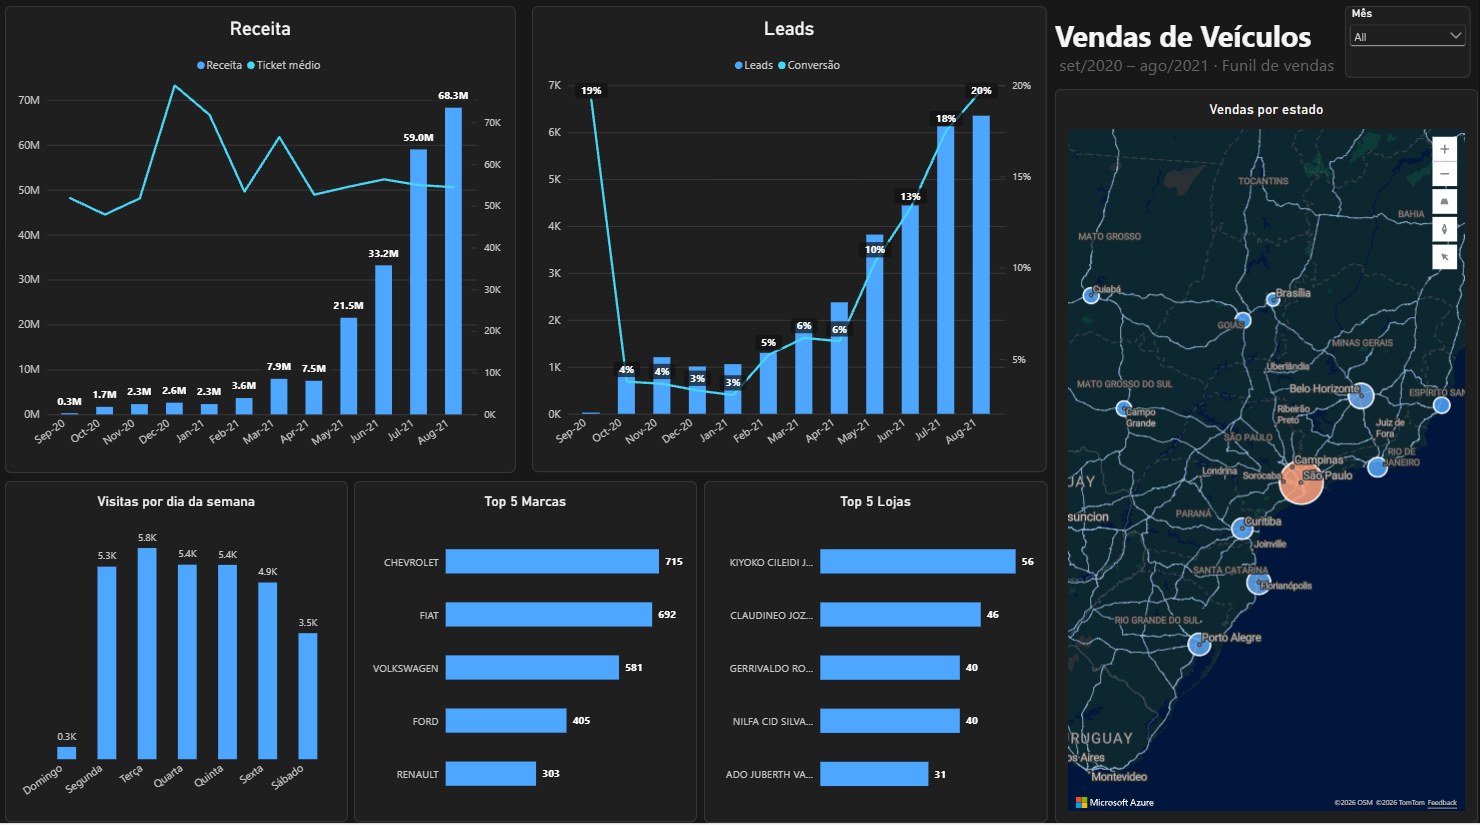 Receita
Receita Ticket médio
70M
60M
50M
40M
30M
20M
10M
0M
70K
60K
50K
40K
30K
20K
10K
0K
0.3M
1.7M
2.3M
2.6M
2.3M
3.6M
7.9M
7.5M
21.5M
33.2M
59.0M
68.3M
Sep-20
Oct-20
Nov-20
Dec-20
Jan-21
Feb-21
Mar-21
Apr-21
May-21
Jun-21
Jul-21
Aug-21
Leads
Leads Conversão
7K
6K
5K
4K
3K
2K
1K
0K
20%
15%
10%
5%
19%
4%
4%
3%
3%
5%
6%
6%
10%
13%
18%
20%
Sep-20
Oct-20
Nov-20
Dec-20
Jan-21
Feb-21
Mar-21
Apr-21
May-21
Jun-21
Jul-21
Aug-21
Vendas de Veículos
set/2020 – ago/2021 · Funil de vendas
Mês
All
Visitas por dia da semana
0.3K
5.3K
5.8K
5.4K
5.4K
4.9K
3.5K
Domingo
Segunda
Terça
Quarta
Quinta
Sexta
Sábado
Top 5 Marcas
CHEVROLET 715
FIAT 692
VOLKSWAGEN 581
FORD 405
RENAULT 303
Top 5 Lojas
KIYOKO CILEIDI J... 56
CLAUDINEO JOZ... 46
GERRIVALDO RO... 40
NILFA CID SILVA... 40
ADO JUBERTH VA... 31
Vendas por estado
TOCANTINS
BAHIA
MATO GROSSO
Cuiabá
Brasília
GOIÁS
MINAS GERAIS
Uberlândia
MATO GROSSO DO SUL
Belo Horizonte
ESPÍRITO SAN
Campo
Grande
Ribeirão
Preto
Juiz de
Fora
SÃO PAULO
RIO DE
JANEIRO
Campinas
Londrina
Sorocaba
São Paulo
UAY
PARANÁ
suncion
Curitiba
Joinville
SANTA CATARINA
Florianópolis
RIO GRANDE DO SUL
Porto Alegre
RUGUAY
os Aires
Montevideo
Microsoft Azure
©2026 OSM ©2026 TomTom Feedback